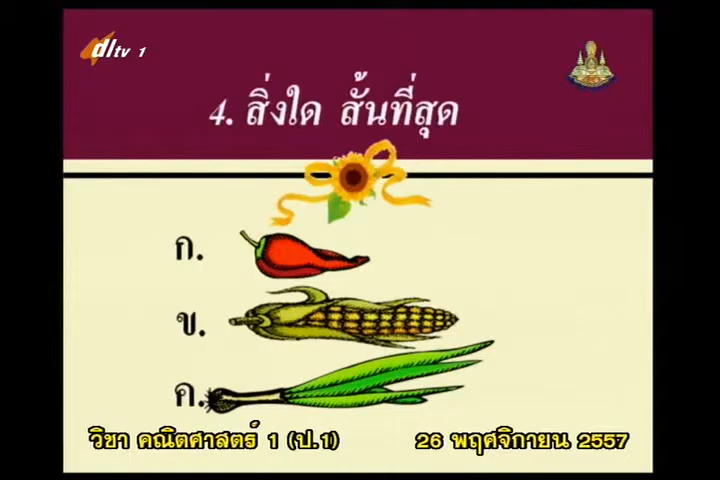 dltv 1
4. สิ่งใด สั้นที่สุด
ก.
ข.
ค.
วิชา คณิตศาสตร์ 1 (ป.1) 26 พฤศจิกายน 2557